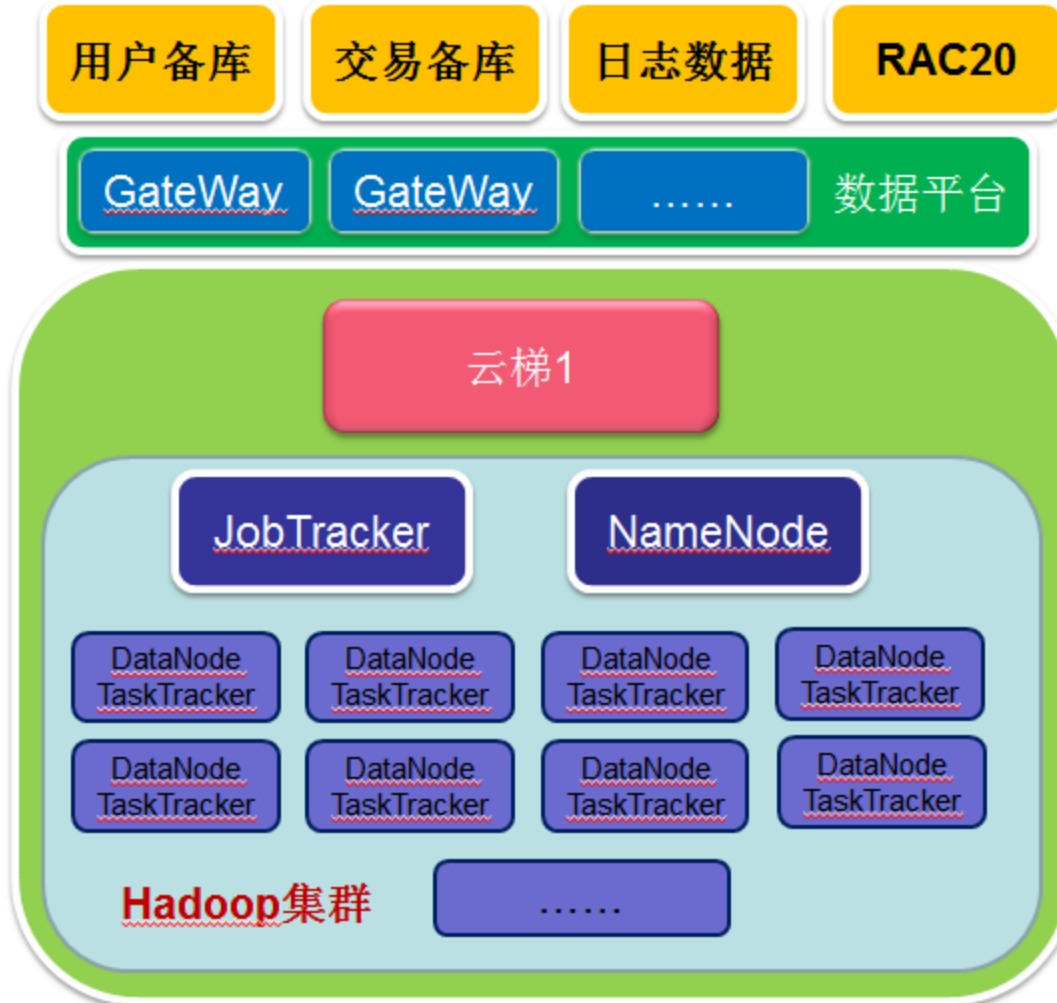 用户备库
交易备库
日志数据
RAC20
GateWay
GateWay
……
数据平台
云梯1
JobTracker
NameNode
DataNode
TaskTracker
DataNode
TaskTracker
DataNode
TaskTracker
DataNode
TaskTracker
DataNode
TaskTracker
DataNode
TaskTracker
DataNode
TaskTracker
DataNode
TaskTracker
Hadoop集群
……